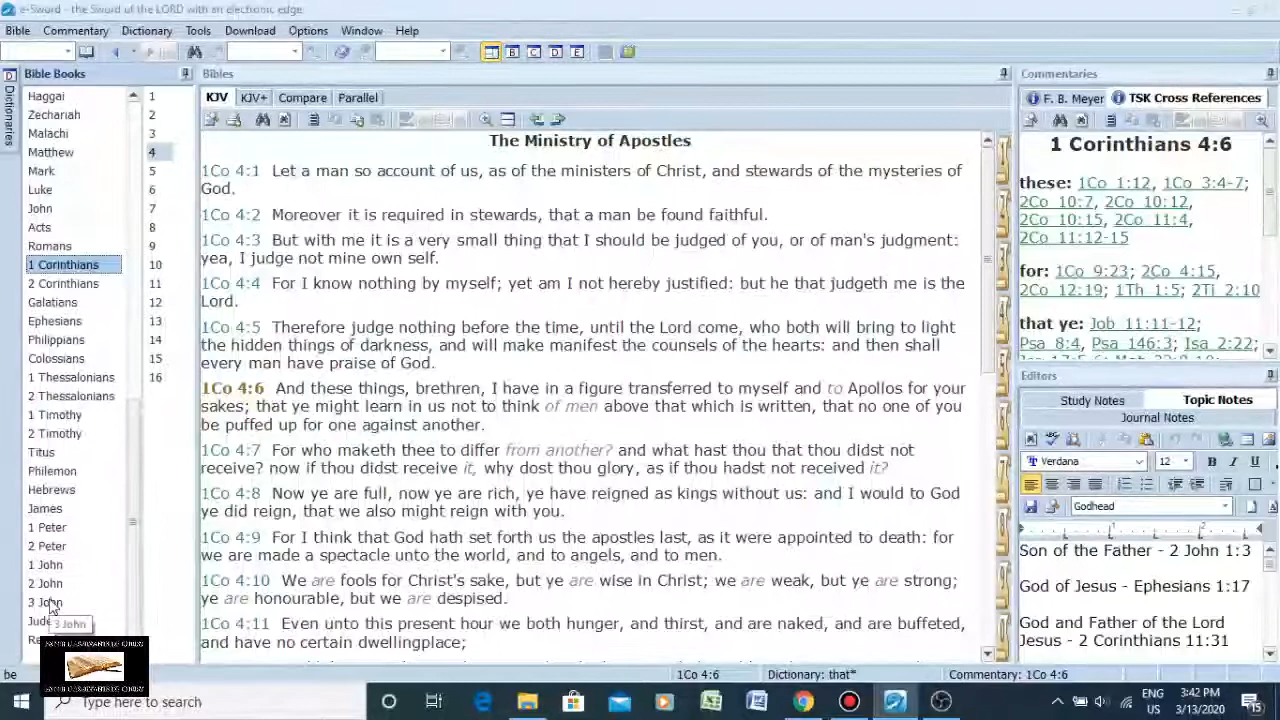 e-Sword - the Sword of the LORD with an electronic edge
Bible Commentary Dictionary Tools Download Options Window Help
B C D E
D Dictionaries
Bible Books
Haggai
Zechariah
Malachi
Matthew
Mark
Luke
John
Acts
Romans
1 Corinthians
2 Corinthians
Galatians
Ephesians
Philippians
Colossians
1 Thessalonians
2 Thessalonians
1 Timothy
2 Timothy
Titus
Philemon
Hebrews
James
1 Peter
2 Peter
1 John
2 John
3 John
3 John
1
2
3
4
5
6
7
8
9
10
11
12
13
14
15
16
Bibles
KJV KJV+ Compare Parallel
The Ministry of Apostles
1Co 4:1 Let a man so account of us, as of the ministers of Christ, and stewards of the mysteries of
God.
1Co 4:2 Moreover it is required in stewards, that a man be found faithful.
1Co 4:3 But with me it is a very small thing that I should be judged of you, or of man's judgment:
yea, I judge not mine own self.
1Co 4:4 For I know nothing by myself; yet am I not hereby justified: but he that judgeth me is the
Lord.
1Co 4:5 Therefore judge nothing before the time, until the Lord come, who both will bring to light
the hidden things of darkness, and will make manifest the counsels of the hearts: and then shall
every man have praise of God.
1Co 4:6 And these things, brethren, I have in a figure transferred to myself and to Apollos for your
sakes; that ye might learn in us not to think of men above that which is written, that no one of you
be puffed up for one against another.
1Co 4:7 For who maketh thee to differ from another? and what hast thou that thou didst not
receive? now if thou didst receive it, why dost thou glory, as if thou hadst not received it?
1Co 4:8 Now ye are full, now ye are rich, ye have reigned as kings without us: and I would to God
ye did reign, that we also might reign with you.
1Co 4:9 For I think that God hath set forth us the apostles last, as it were appointed to death: for
we are made a spectacle unto the world, and to angels, and to men.
1Co 4:10 We are fools for Christ's sake, but ye are wise in Christ; we are weak, but ye are strong;
ye are honourable, but we are despised.
1Co 4:11 Even unto this present hour we both hunger, and thirst, and are naked, and are buffeted,
and have no certain dwellingplace;
Commentaries
F. B. Meyer TSK Cross References
1 Corinthians 4:6
these: 1Co 1:12, 1Co 3:4-7;
2Co 10:7, 2Co 10:12,
2Co 10:15, 2Co 11:4,
2Co 11:12-15
for: 1Co 9:23; 2Co 4:15,
2Co 12:19; 1Th 1:5; 2Ti 2:10
that ye: Job 11:11-12;
Psa 8:4, Psa 146:3; Isa 2:22;
Editors
Study Notes Topic Notes
Journal Notes
Verdana 12 B I U
Godhead
Son of the Father - 2 John 1:3
God of Jesus - Ephesians 1:17
God and Father of the Lord
Jesus - 2 Corinthians 11:31
be 1Co 4:6 Dictionary: that* Commentary: 1Co 4:6
Type here to search
ENG
US
3:42 PM
3/13/2020
15